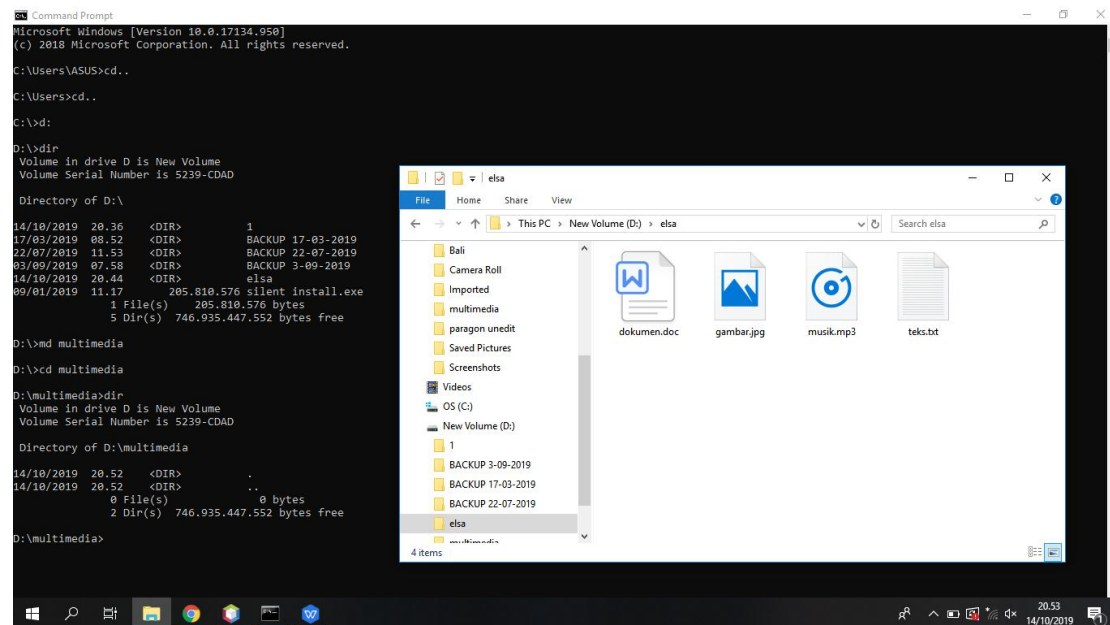 Command Prompt
Microsoft Windows [Version 10.0.17134.950]
(c) 2018 Microsoft Corporation. All rights reserved.
C:\Users\ASUS>cd..
C:\Users>cd..
C:\>d:
D:\>dir
Volume in drive D is New Volume
Volume Serial Number is 5239-CDAD
Directory of D:\
14/10/2019 20.36 <DIR> 1
17/03/2019 08.52 <DIR> BACKUP 17-03-2019
22/07/2019 11.53 <DIR> BACKUP 22-07-2019
03/09/2019 07.58 <DIR> BACKUP 3-09-2019
14/10/2019 20.44 <DIR> elsa
09/01/2019 11.17 205.810.576 silent install.exe
1 File(s) 205.810.576 bytes
5 Dir(s) 746.935.447.552 bytes free
D:\>md multimedia
D:\>cd multimedia
D:\multimedia>dir
Volume in drive D is New Volume
Volume Serial Number is 5239-CDAD
Directory of D:\multimedia
14/10/2019 20.52 <DIR> .
14/10/2019 20.52 <DIR> ..
0 File(s) 0 bytes
2 Dir(s) 746.935.447.552 bytes free
D:\multimedia>
elsa
File Home Share View
This PC > New Volume (D:) > elsa
Search elsa
Bali
Camera Roll
Imported
multimedia
paragon unedit
Saved Pictures
Screenshots
Videos
OS (C:)
New Volume (D:)
1
BACKUP 3-09-2019
BACKUP 17-03-2019
BACKUP 22-07-2019
elsa
multimedia
dokumen.doc gambar.jpg musik.mp3 teks.txt
4 items
20.53
14/10/2019
1